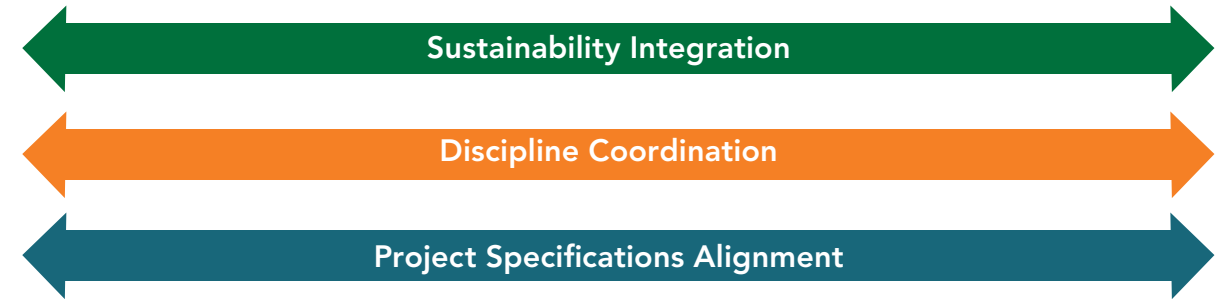 Sustainability Integration
Discipline Coordination
Project Specifications Alignment